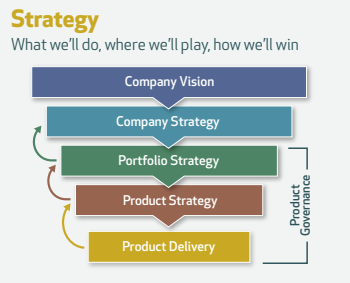 Strategy
What we'll do, where we'll play, how we'll win
Company Vision
Company Strategy
Portfolio Strategy
Product Strategy
Product Delivery
Product
Governance